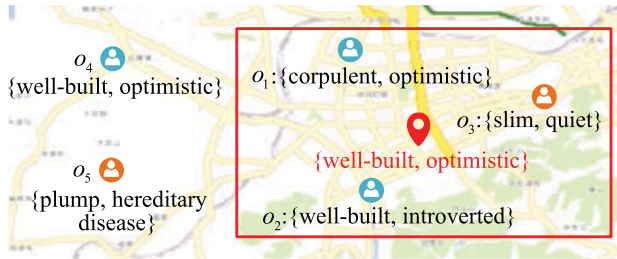 o4
{well-built, optimistic}
o1:{corpulent, optimistic}
o3:{slim, quiet}
{well-built, optimistic}
o5
{plump, hereditary
disease}
o2:{well-built, introverted}